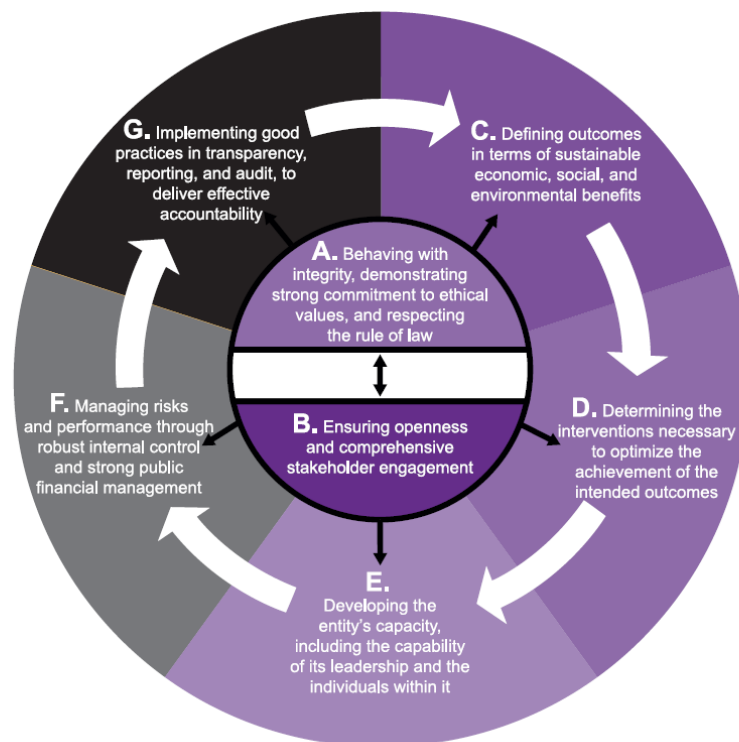 A. Behaving with
integrity, demonstrating
strong commitment to ethical
values, and respecting
the rule of law
B. Ensuring openness
and comprehensive
stakeholder engagement
C. Defining outcomes
in terms of sustainable
economic, social, and
environmental benefits
D. Determining the
interventions necessary
to optimize the
achievement of the
intended outcomes
E.
Developing the
entity's capacity,
including the capability
of its leadership and the
individuals within it
F. Managing risks
and performance through
robust internal control
and strong public
financial management
G. Implementing good
practices in transparency,
reporting, and audit, to
deliver effective
accountability